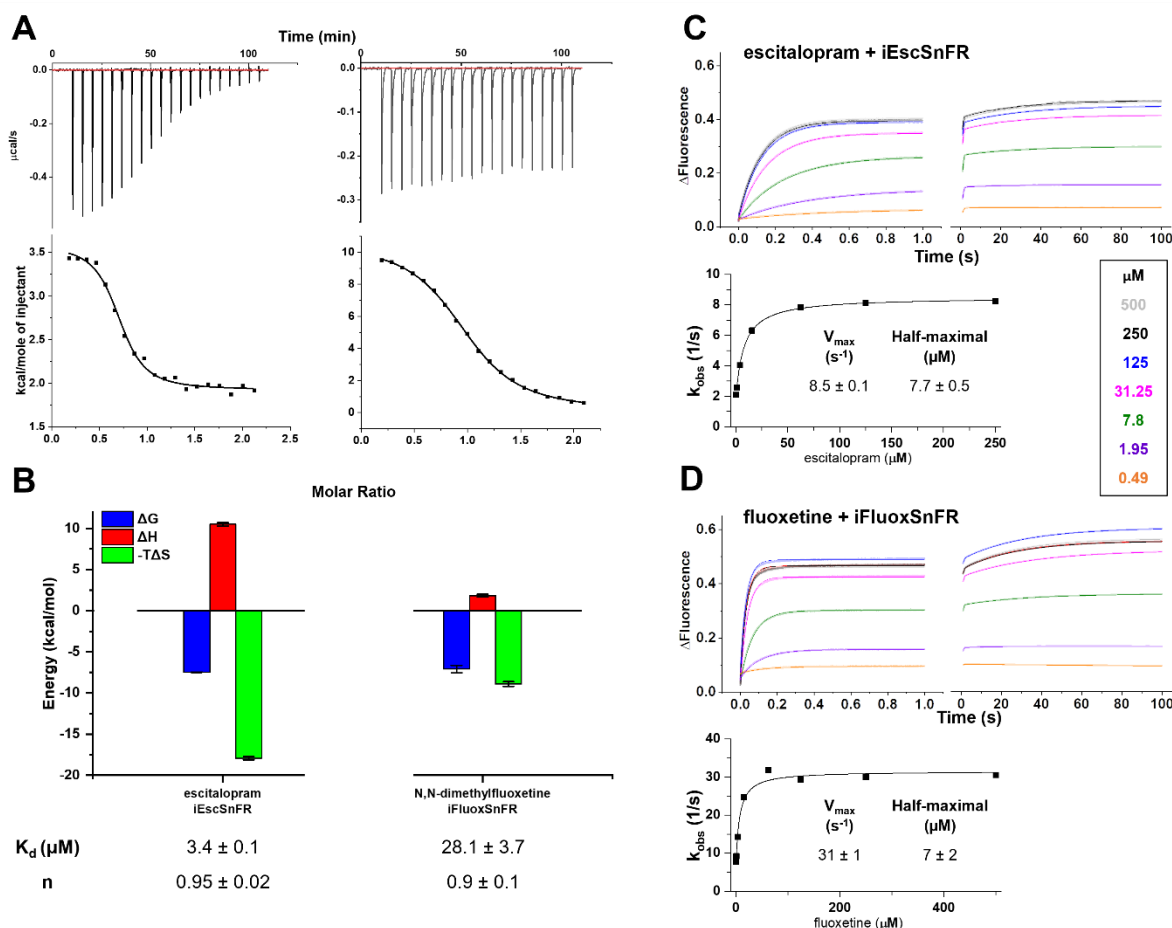 A
Time (min)
0 50 100
0 50 100
0.0
-0.2
-0.4
µcal/s
0.0
-0.1
-0.2
-0.3
3.5
3.0
2.5
2.0
1.5
kcal/mole of injectant
10
8
6
4
2
0
0.0 0.5 1.0 1.5 2.0 2.5
0.0 0.5 1.0 1.5 2.0
Molar Ratio
B
ΔG
ΔH
-TΔS
10
5
0
-5
-10
-15
-20
Energy (kcal/mol)
escitalopram
iEscSnFR
N,N-dimethylfluoxetine
iFluoxSnFR
Kd (µM) 3.4 ± 0.1 28.1 ± 3.7
n 0.95 ± 0.02 0.9 ± 0.1
C
escitalopram + iEscSnFR
0.6
0.4
0.2
0.0
ΔFluorescence
0.0 0.2 0.4 0.6 0.8 1.0
0 20 40 60 80 100
Time (s)
10
8
6
4
2
0
kobs (1/s)
Vmax Half-maximal
(s-1) (µM)
8.5 ± 0.1 7.7 ± 0.5
0 50 100 150 200 250
escitalopram (µM)
µM
500
250
125
31.25
7.8
1.95
0.49
D
fluoxetine + iFluoxSnFR
0.6
0.4
0.2
0.0
ΔFluorescence
0.0 0.2 0.4 0.6 0.8 1.0
0 20 40 60 80 100
Time (s)
40
30
20
10
0
kobs (1/s)
Vmax Half-maximal
(s-1) (µM)
31 ± 1 7 ± 2
0 200 400
fluoxetine (µM)